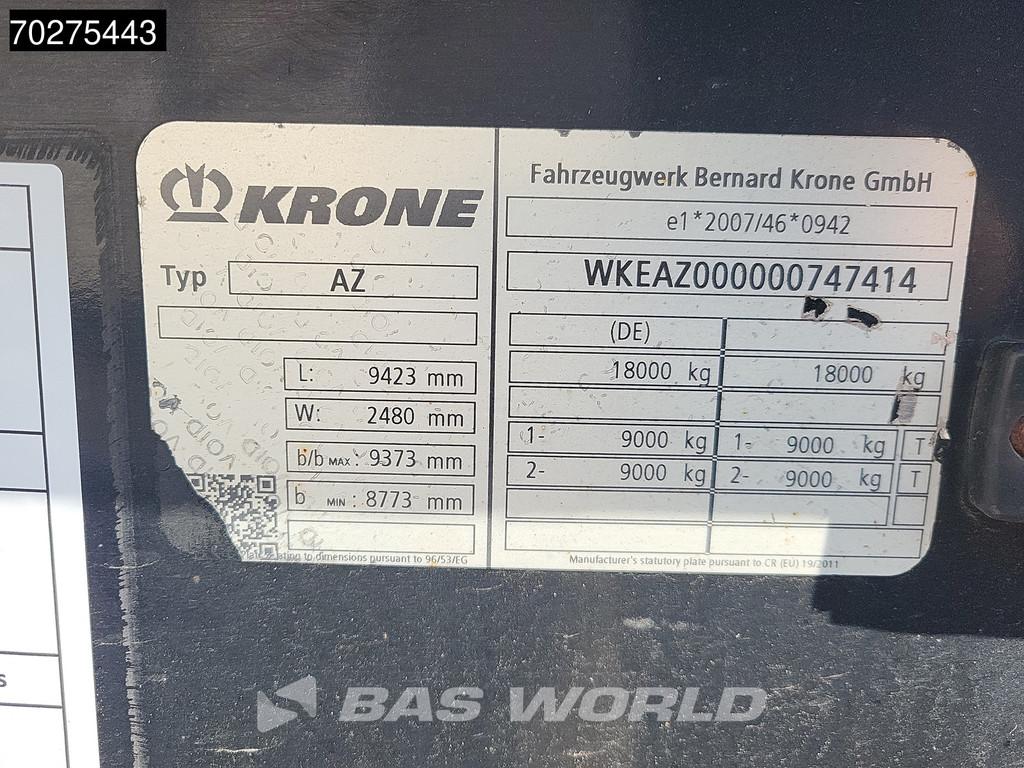 70275443
KRONE
Fahrzeugwerk Bernard Krone GmbH
e1*2007/46*0942
Typ AZ
WKEAZ000000747414
(DE)
L: 9423 mm
18000 kg 18000 kg
W: 2480 mm
b/b MAX : 9373 mm
1- 9000 kg 1- 9000 kg T
2- 9000 kg 2- 9000 kg T
b MIN : 8773 mm
to dimensions pursuant to 96/53/EG
Manufacturer's statutory plate pursuant to CR (EU) 19/2011
VOID
s
BAS WORLD